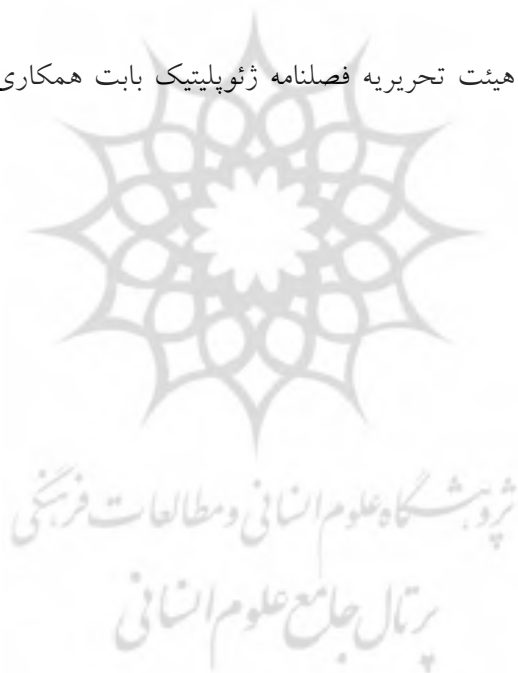 هیئت تحریریه فصلنامه ژئوپلیتیک بابت همکاری
پژوهشگاه علوم انسانی و مطالعات فرهنگی
پرتال جامع علوم انسانی